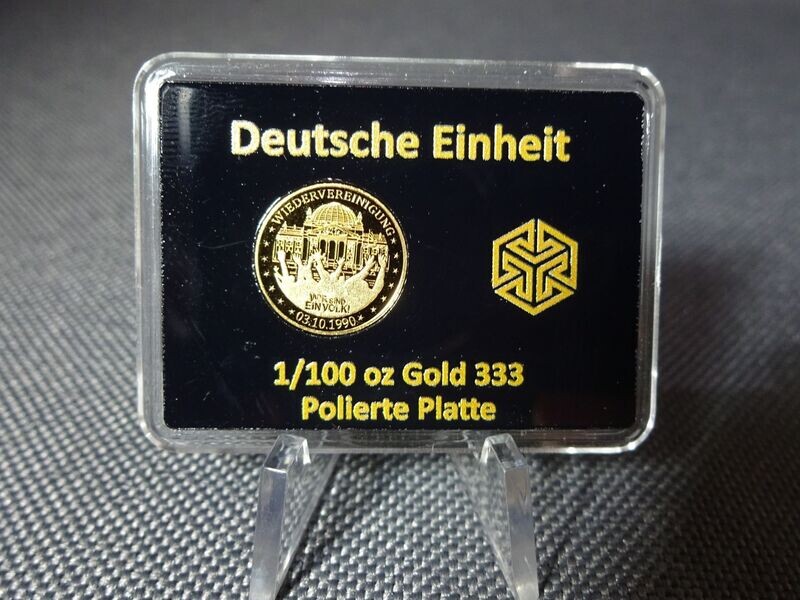 Deutsche Einheit
WIEDERVEREINIGUNG
WIR SIND
EIN VOLK!
03.10.1990
1/100 oz Gold 333
Polierte Platte